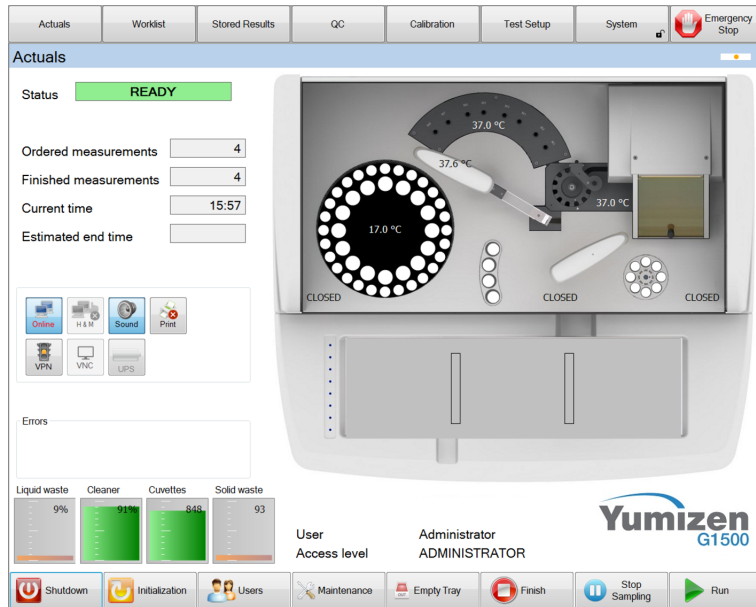 Actuals
Worklist
Stored Results
QC
Calibration
Test Setup
System
Emergency
Stop
Actuals
Status
READY
Ordered measurements
4
Finished measurements
4
Current time
15:57
Estimated end time
Online
H & M
Sound
Print
VPN
VNC
UPS
Errors
37.0 °C
37.6 °C
37.0 °C
17.0 °C
CLOSED
CLOSED
CLOSED
Liquid waste
Cleaner
Cuvettes
Solid waste
9%
91%
848
93
User
Administrator
Access level
ADMINISTRATOR
Yumizen
G1500
Shutdown
Initialization
Users
Maintenance
Empty Tray
Finish
Stop
Sampling
Run